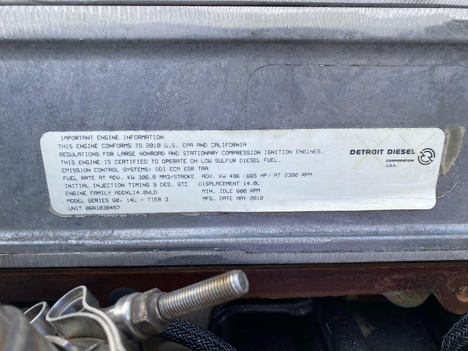 IMPORTANT ENGINE INFORMATION
THIS ENGINE CONFORMS TO 2010 U.S. EPA AND CALIFORNIA
REGULATIONS FOR LARGE NONROAD AND STATIONARY COMPRESSION IGNITION ENGINES.
THIS ENGINE IS CERTIFIED TO OPERATE ON LOW SULFUR DIESEL FUEL.
EMISSION CONTROL SYSTEMS: DDI ECM EGR TAA
FUEL RATE AT ADV. KW 306.0 MM3/STROKE ADV. KW 496 (665 HP) AT 2300 RPM
INITIAL INJECTION TIMING 9 DEG. BTC DISPLACEMENT 14.0L
ENGINE FAMILY ADDXL14.0VLD MIN. IDLE 600 RPM
MODEL SERIES 60, 14L - TIER 3 MFG. DATE MAY 2010
UNIT 06R1038457
DETROIT DIESEL
CORPORATION
U.S.A.